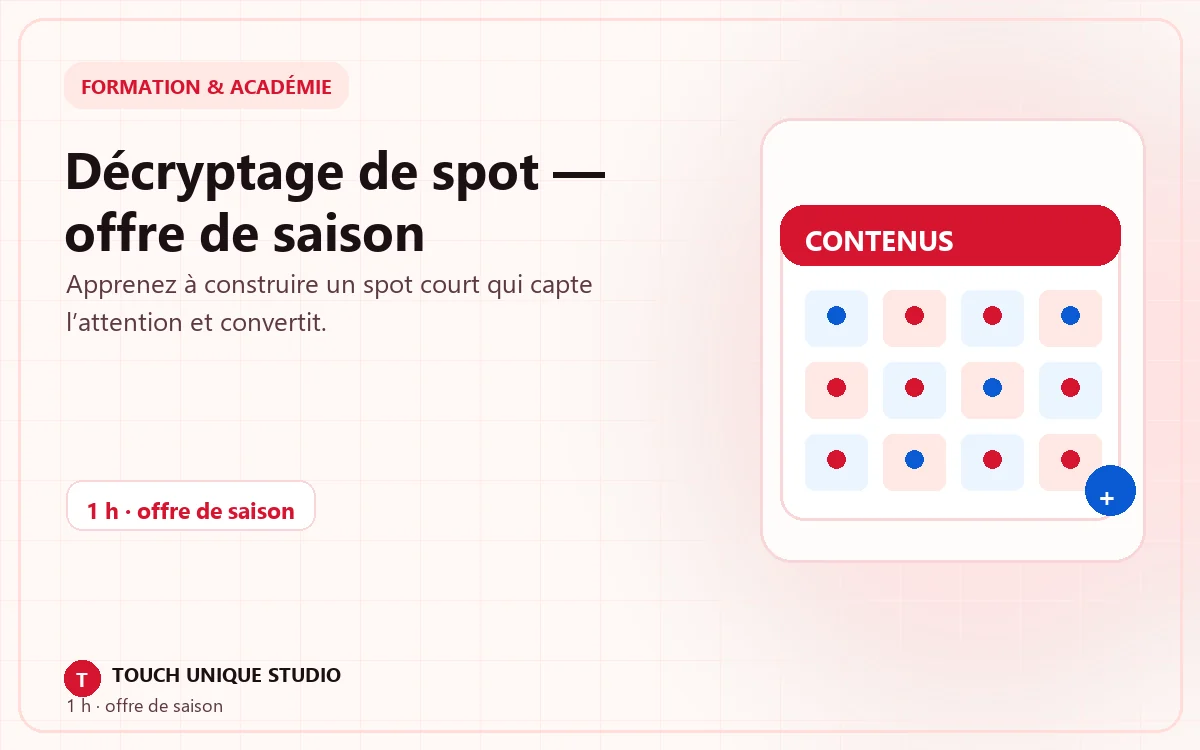 FORMATION & ACADÉMIE
Décryptage de spot —
offre de saison
Apprenez à construire un spot court qui capte
l’attention et convertit.
1 h · offre de saison
CONTENUS
+
T
TOUCH UNIQUE STUDIO
1 h · offre de saison